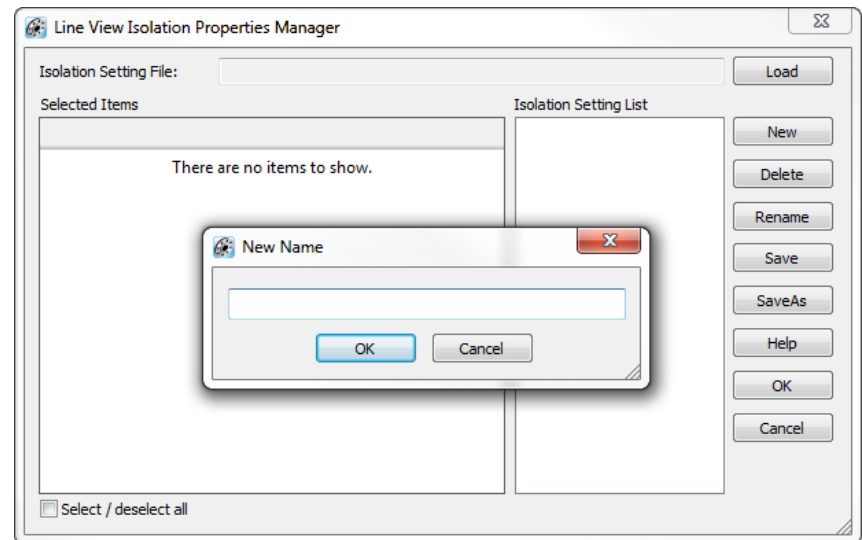 Line View Isolation Properties Manager
Isolation Setting File:
Load
Selected Items
Isolation Setting List
There are no items to show.
New
Delete
Rename
Save
SaveAs
Help
OK
Cancel
New Name
OK
Cancel
Select / deselect all